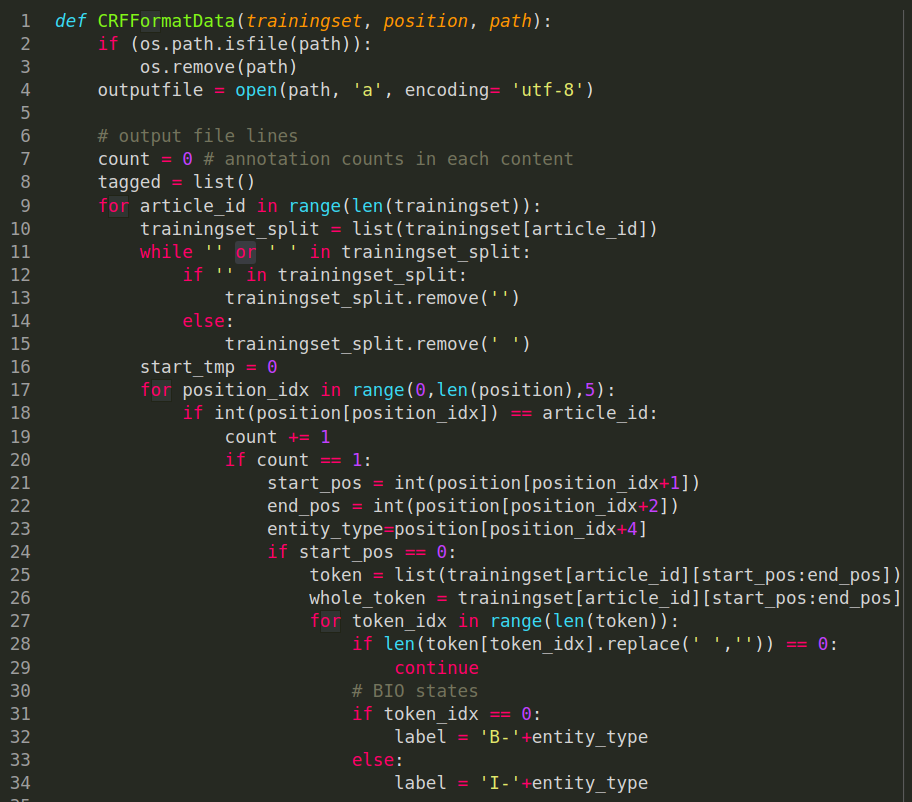 1 def CRFFormatData(trainingset, position, path):
2     if (os.path.isfile(path)):
3         os.remove(path)
4     outputfile = open(path, 'a', encoding= 'utf-8')
5
6     # output file lines
7     count = 0 # annotation counts in each content
8     tagged = list()
9     for article_id in range(len(trainingset)):
10         trainingset_split = list(trainingset[article_id])
11         while '' or ' ' in trainingset_split:
12             if '' in trainingset_split:
13                 trainingset_split.remove('')
14             else:
15                 trainingset_split.remove(' ')
16         start_tmp = 0
17         for position_idx in range(0,len(position),5):
18             if int(position[position_idx]) == article_id:
19                 count += 1
20                 if count == 1:
21                     start_pos = int(position[position_idx+1])
22                     end_pos = int(position[position_idx+2])
23                     entity_type=position[position_idx+4]
24                     if start_pos == 0:
25                         token = list(trainingset[article_id][start_pos:end_pos])
26                         whole_token = trainingset[article_id][start_pos:end_pos]
27                         for token_idx in range(len(token)):
28                             if len(token[token_idx].replace(' ','')) == 0:
29                                 continue
30                             # BIO states
31                             if token_idx == 0:
32                                 label = 'B-'+entity_type
33                             else:
34                                 label = 'I-'+entity_type